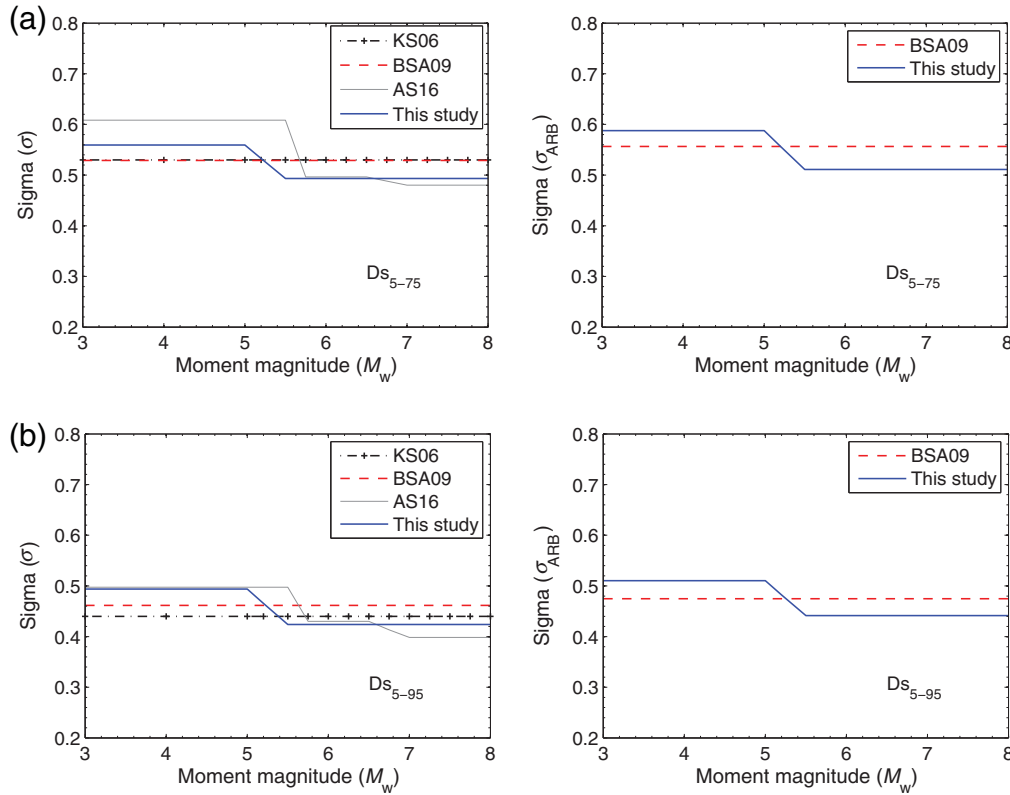 (a)
0.8
0.7
0.6
0.5
0.4
0.3
0.2
Sigma (σ)
KS06
BSA09
AS16
This study
Ds5–75
3 4 5 6 7 8
Moment magnitude (Mw)
0.8
0.7
0.6
0.5
0.4
0.3
0.2
Sigma (σARB)
BSA09
This study
Ds5–75
3 4 5 6 7 8
Moment magnitude (Mw)
(b)
0.8
0.7
0.6
0.5
0.4
0.3
0.2
Sigma (σ)
KS06
BSA09
AS16
This study
Ds5–95
3 4 5 6 7 8
Moment magnitude (Mw)
0.8
0.7
0.6
0.5
0.4
0.3
0.2
Sigma (σARB)
BSA09
This study
Ds5–95
3 4 5 6 7 8
Moment magnitude (Mw)